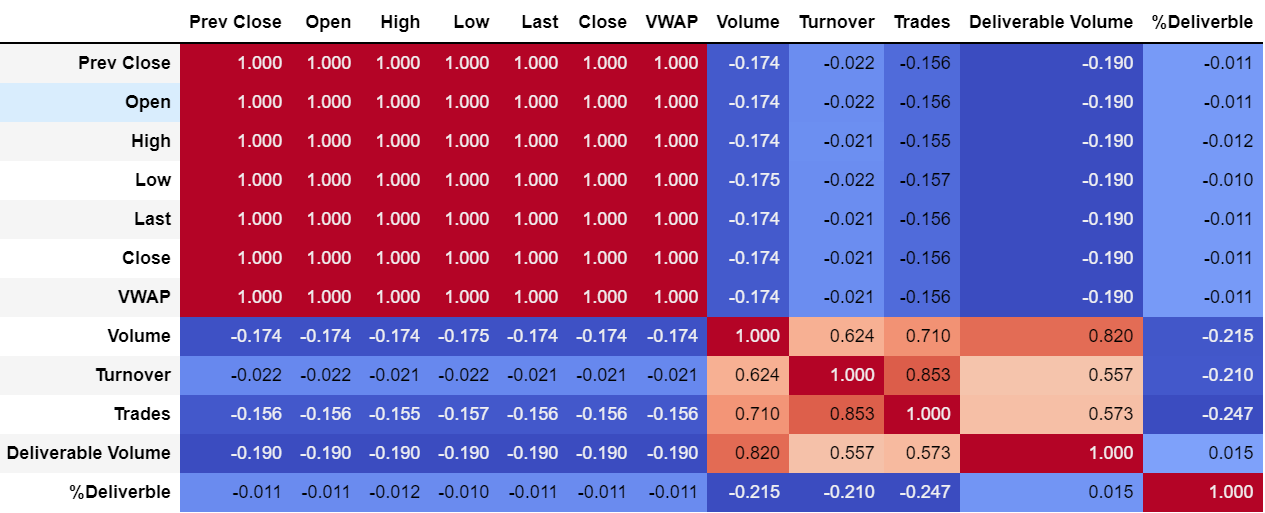 Prev Close Open High Low Last Close VWAP Volume Turnover Trades Deliverable Volume %Deliverble
Prev Close 1.000 1.000 1.000 1.000 1.000 1.000 1.000 -0.174 -0.022 -0.156 -0.190 -0.011
Open 1.000 1.000 1.000 1.000 1.000 1.000 1.000 -0.174 -0.022 -0.156 -0.190 -0.011
High 1.000 1.000 1.000 1.000 1.000 1.000 1.000 -0.174 -0.021 -0.155 -0.190 -0.012
Low 1.000 1.000 1.000 1.000 1.000 1.000 1.000 -0.175 -0.022 -0.157 -0.190 -0.010
Last 1.000 1.000 1.000 1.000 1.000 1.000 1.000 -0.174 -0.021 -0.156 -0.190 -0.011
Close 1.000 1.000 1.000 1.000 1.000 1.000 1.000 -0.174 -0.021 -0.156 -0.190 -0.011
VWAP 1.000 1.000 1.000 1.000 1.000 1.000 1.000 -0.174 -0.021 -0.156 -0.190 -0.011
Volume -0.174 -0.174 -0.174 -0.175 -0.174 -0.174 -0.174 1.000 0.624 0.710 0.820 -0.215
Turnover -0.022 -0.022 -0.021 -0.022 -0.021 -0.021 -0.021 0.624 1.000 0.853 0.557 -0.210
Trades -0.156 -0.156 -0.155 -0.157 -0.156 -0.156 -0.156 0.710 0.853 1.000 0.573 -0.247
Deliverable Volume -0.190 -0.190 -0.190 -0.190 -0.190 -0.190 -0.190 0.820 0.557 0.573 1.000 0.015
%Deliverble -0.011 -0.011 -0.012 -0.010 -0.011 -0.011 -0.011 -0.215 -0.210 -0.247 0.015 1.000